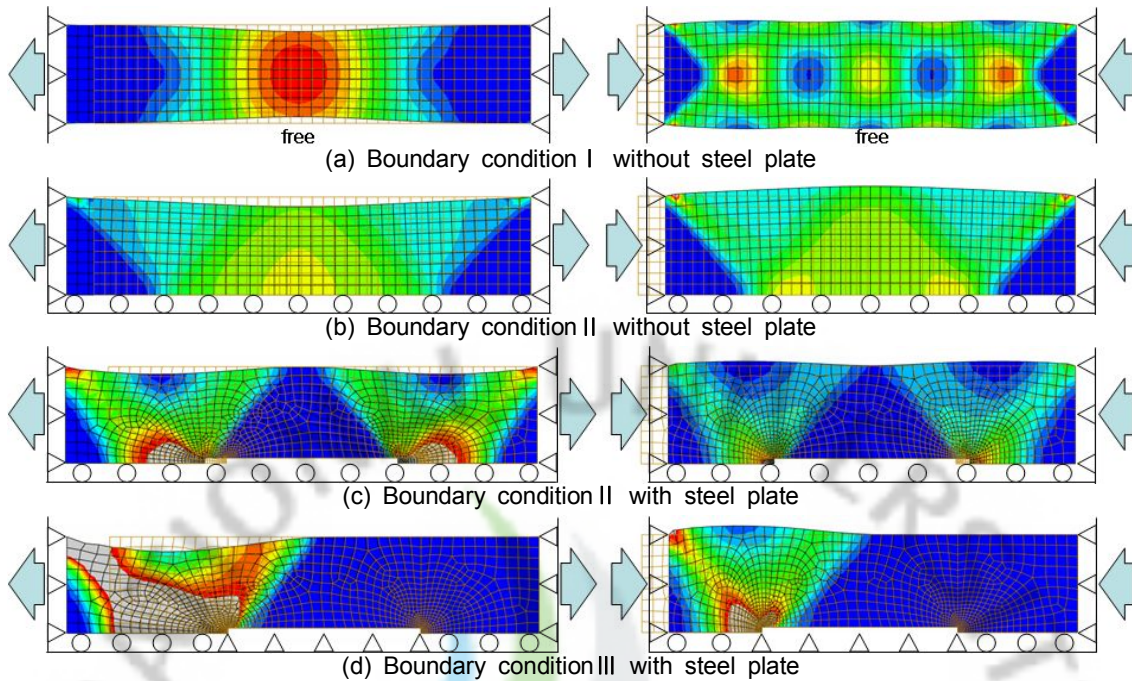 free
free
(a) Boundary condition Ⅰ without steel plate
(b) Boundary condition Ⅱ without steel plate
(c) Boundary condition Ⅱ with steel plate
(d) Boundary condition Ⅲ with steel plate